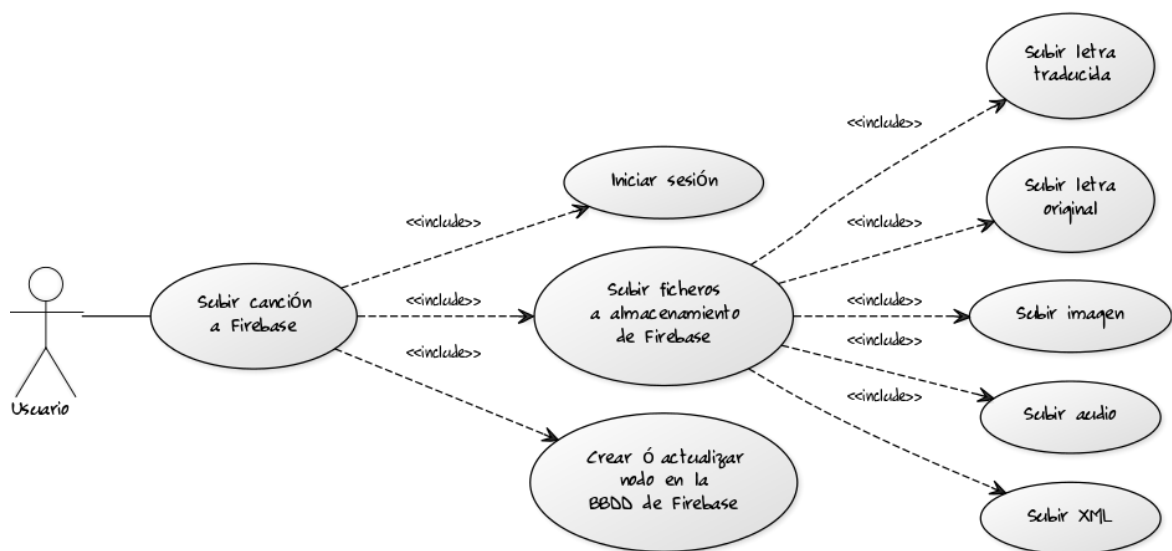 Usuario
Subir canción
a Firebase
<<include>>
<<include>>
<<include>>
Iniciar sesión
Subir ficheros
a almacenamiento
de Firebase
Crear ó actualizar
nodo en la
BBDD de Firebase
<<include>>
<<include>>
<<include>>
<<include>>
<<include>>
Subir letra
traducida
Subir letra
original
Subir imagen
Subir audio
Subir XML